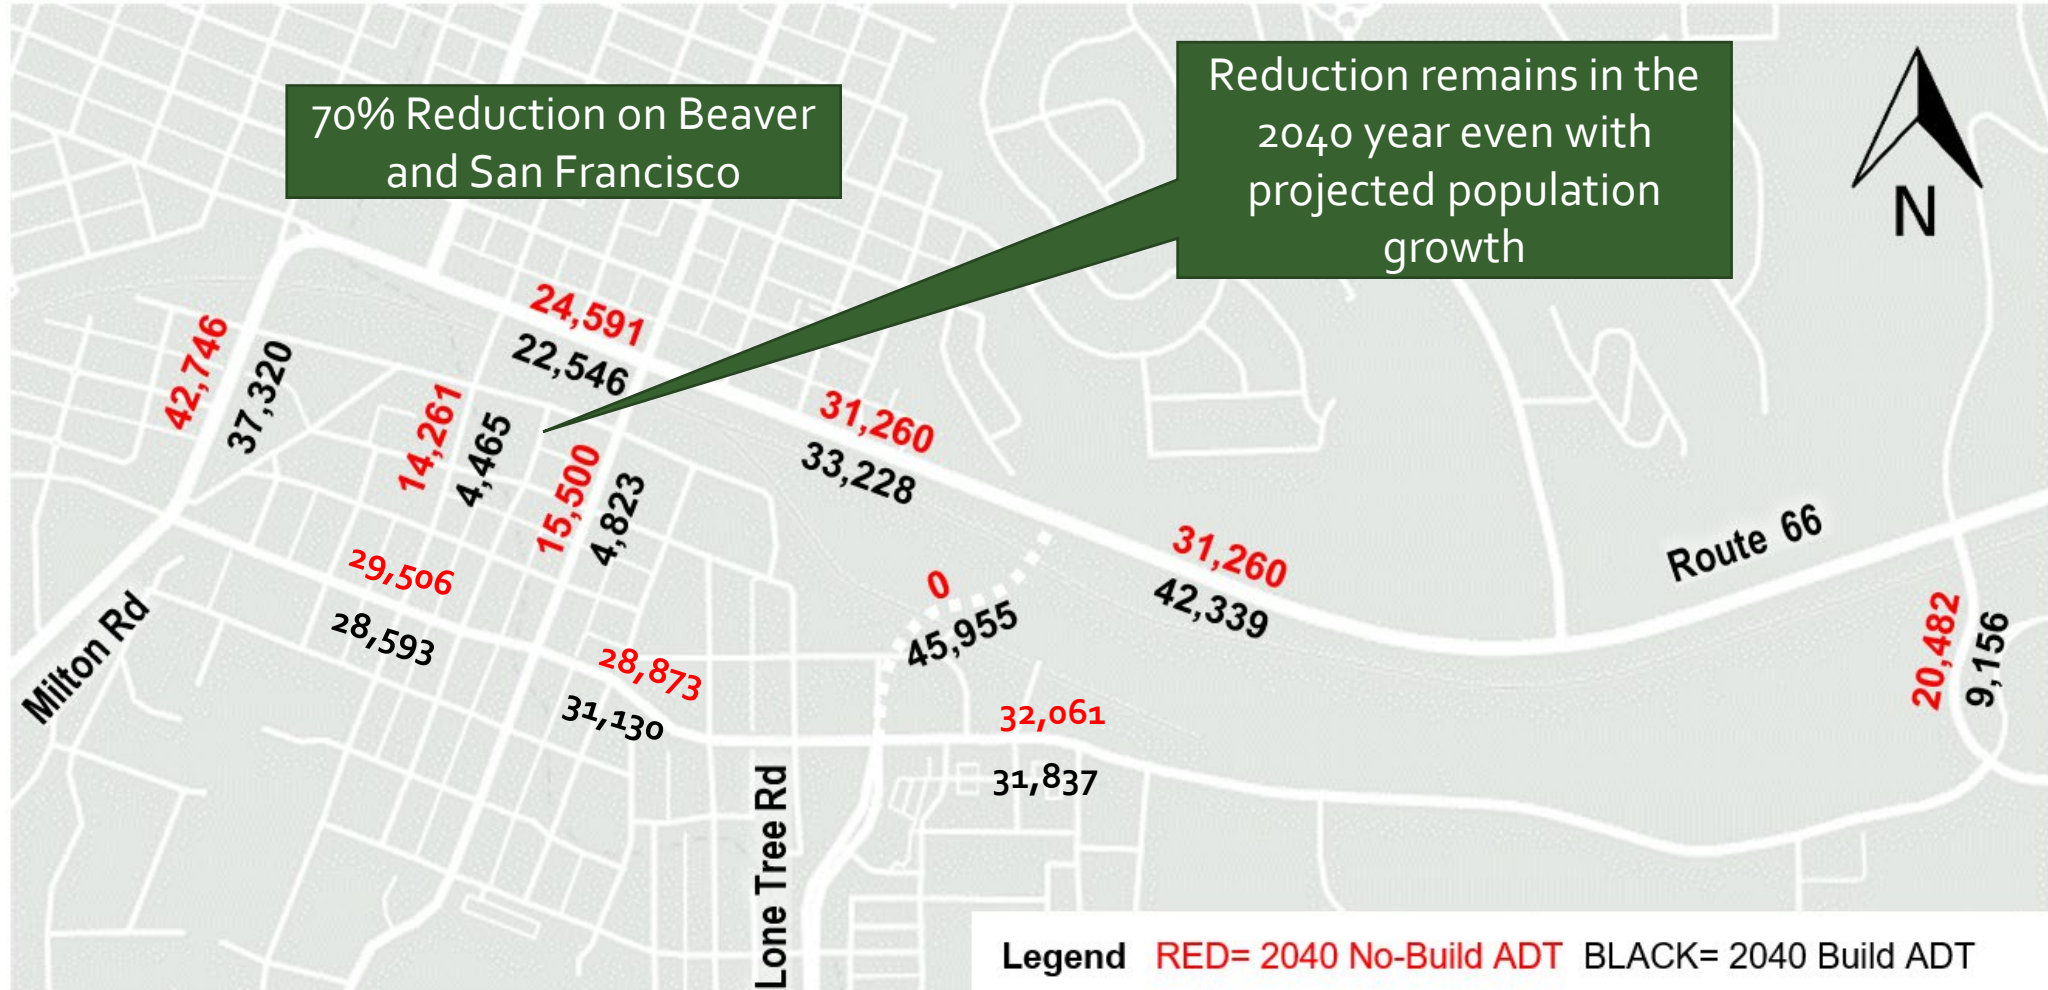 70% Reduction on Beaver
and San Francisco
Reduction remains in the
2040 year even with
projected population
growth
N
24,591
22,546
42,746
37,320
14,261
4,465
15,500
4,823
31,260
33,228
29,506
28,593
31,260
42,339
Route 66
0
45,955
20,482
9,156
Milton Rd
28,873
31,130
32,061
31,837
Lone Tree Rd
Legend RED= 2040 No-Build ADT BLACK= 2040 Build ADT